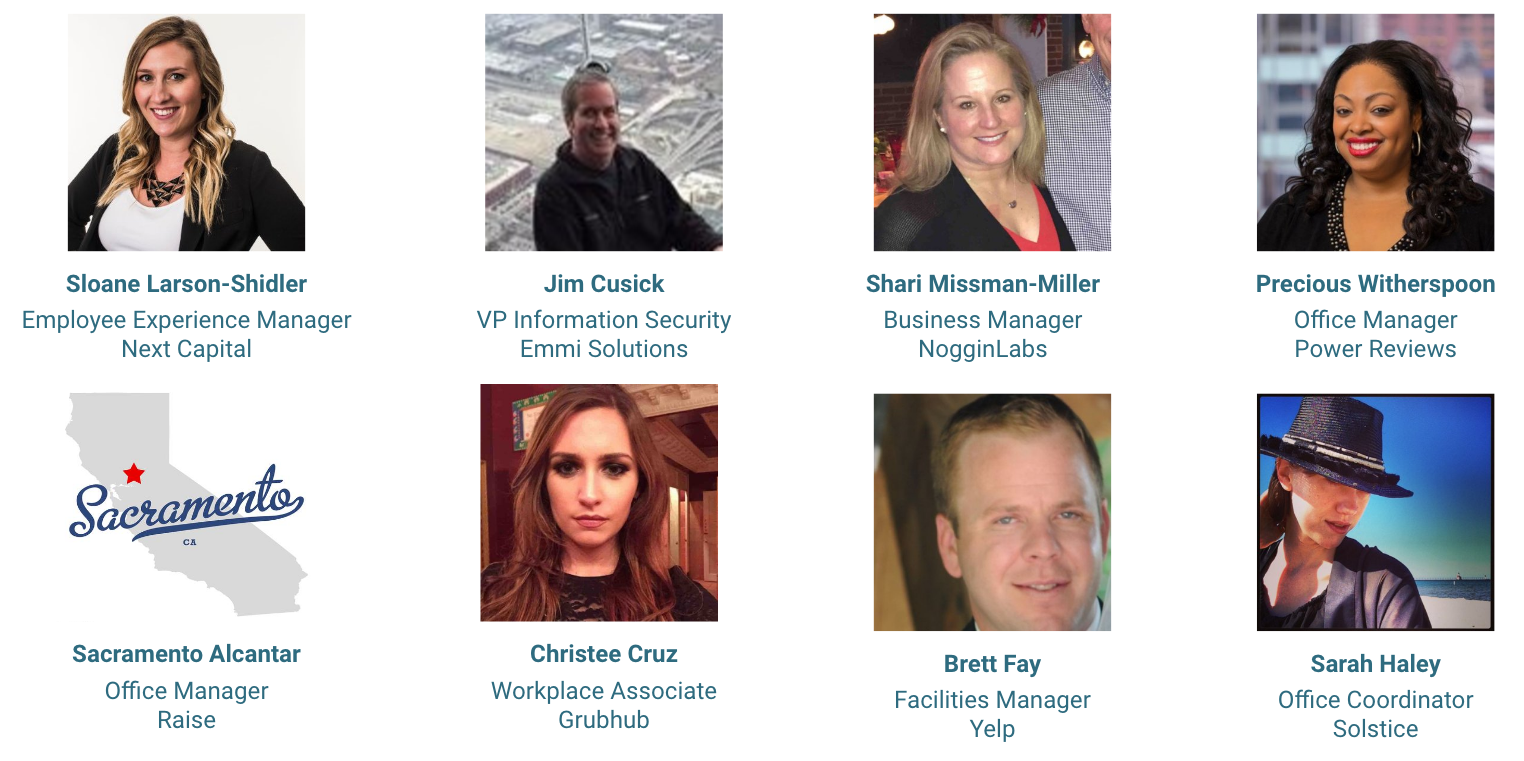 Sloane Larson-Shidler
Employee Experience Manager
Next Capital
Jim Cusick
VP Information Security
Emmi Solutions
Shari Missman-Miller
Business Manager
NogginLabs
Precious Witherspoon
Office Manager
Power Reviews
Sacramento
CA
Sacramento Alcantar
Office Manager
Raise
Christee Cruz
Workplace Associate
Grubhub
Brett Fay
Facilities Manager
Yelp
Sarah Haley
Office Coordinator
Solstice